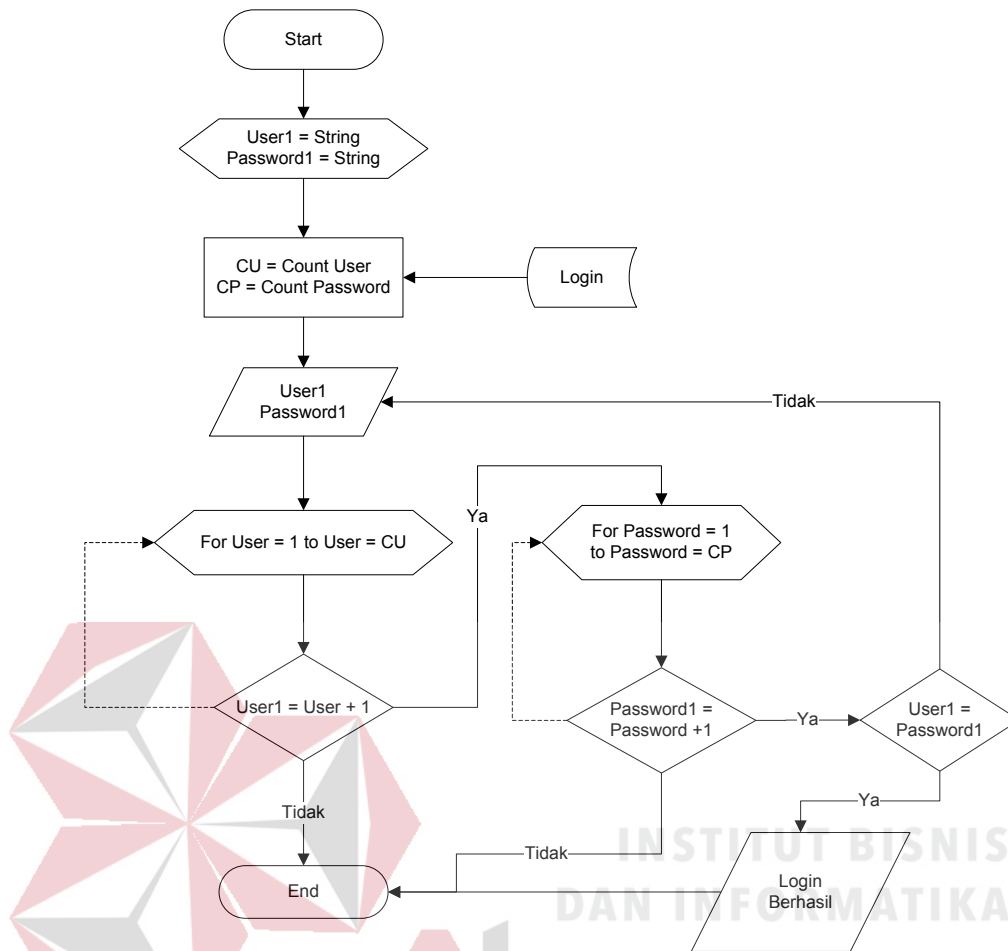 Start
User1 = String
Password1 = String
CU = Count User
CP = Count Password
Login
User1
Password1
Tidak
Ya
For User = 1 to User = CU
For Password = 1
to Password = CP
User1 = User + 1
Password1 =
Password +1
Ya
User1 =
Password1
Tidak
Ya
Tidak
End
Login
Berhasil
INSTITUT BISNIS
DAN INFORMATIKA